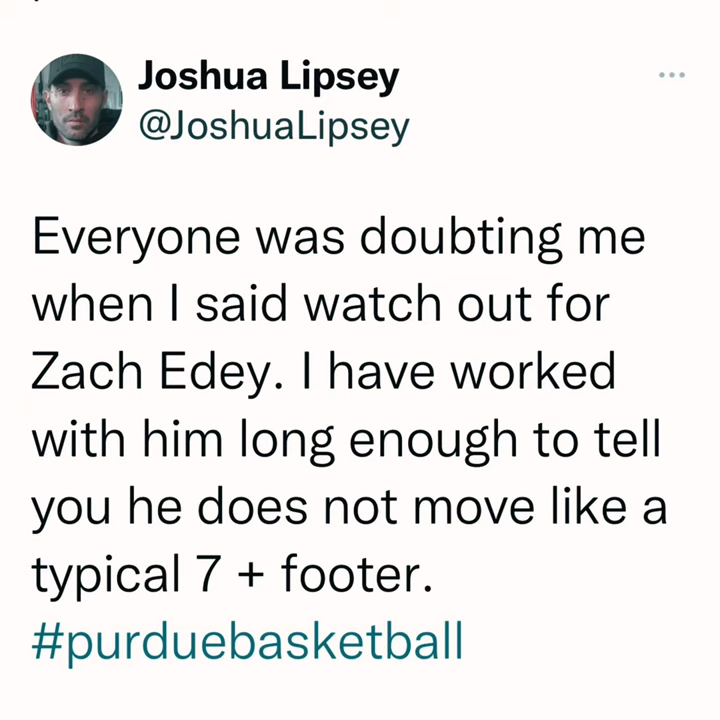 Joshua Lipsey
@JoshuaLipsey
Everyone was doubting me
when I said watch out for
Zach Edey. I have worked
with him long enough to tell
you he does not move like a
typical 7 + footer.
#purduebasketball